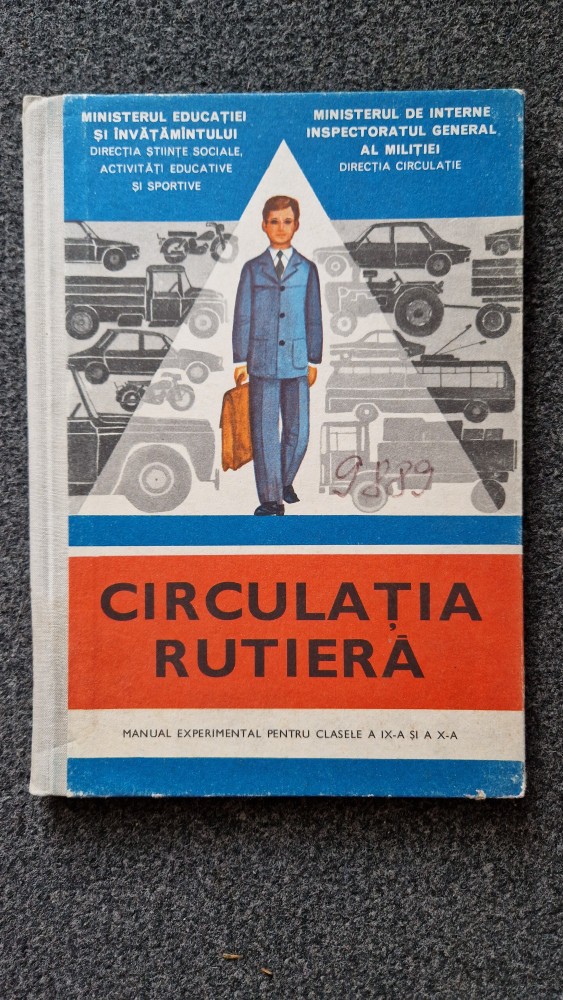 MINISTERUL EDUCAȚIEI
ȘI ÎNVĂȚĂMÎNTULUI
DIRECȚIA ȘTIINȚE SOCIALE,
ACTIVITĂȚI EDUCATIVE
ȘI SPORTIVE
MINISTERUL DE INTERNE
INSPECTORATUL GENERAL
AL MILIȚIEI
DIRECȚIA CIRCULAȚIE
CIRCULAȚIA
RUTIERĂ
MANUAL EXPERIMENTAL PENTRU CLASELE A IX-A ȘI A X-A